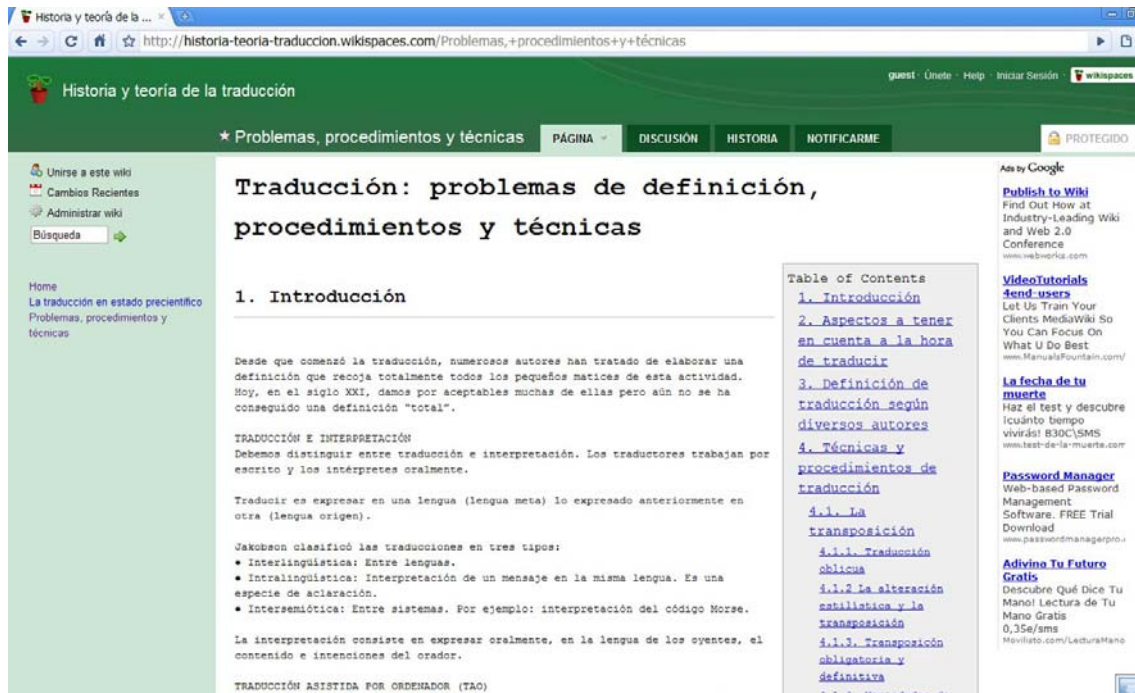 Historia y teoría de la ...
http://historia-teoria-traduccion.wikispaces.com/Problemas,+procedimientos+y+técnicas
guest · Únete · Help · Iniciar Sesión · wikispaces
Historia y teoría de la traducción
Problemas, procedimientos y técnicas
PÁGINA
DISCUSIÓN
HISTORIA
NOTIFICARME
PROTEGIDO
Unirse a este wiki
Cambios Recientes
Administrar wiki
Búsqueda
Home
La traducción en estado precientífico
Problemas, procedimientos y
técnicas
Traducción: problemas de definición,
procedimientos y técnicas
1. Introducción
Desde que comenzó la traducción, numerosos autores han tratado de elaborar una
definición que recoja totalmente todos los pequeños matices de esta actividad.
Hoy, en el siglo XXI, damos por aceptables muchas de ellas pero aún no se ha
conseguido una definición "total".
TRADUCCIÓN E INTERPRETACIÓN
Debemos distinguir entre traducción e interpretación. Los traductores trabajan por
escrito y los intérpretes oralmente.
Traducir es expresar en una lengua (lengua meta) lo expresado anteriormente en
otra (lengua origen).
Jakobson clasificó las traducciones en tres tipos:
• Interlingüística: Entre lenguas.
• Intralingüística: Interpretación de un mensaje en la misma lengua. Es una
especie de aclaración.
• Intersemiótica: Entre sistemas. Por ejemplo: interpretación del código Morse.
La interpretación consiste en expresar oralmente, en la lengua de los oyentes, el
contenido e intenciones del orador.
TRADUCCIÓN ASISTIDA POR ORDENADOR (TAO)
Table of Contents
1. Introducción
2. Aspectos a tener
en cuenta a la hora
de traducir
3. Definición de
traducción según
diversos autores
4. Técnicas y
procedimientos de
traducción
4.1. La
transposición
4.1.1. Traducción
oblicua
4.1.2 La alteración
estilística y la
transposición
4.1.3. Transposicón
obligatoria y
definitiva
Ads by Google
Publish to Wiki
Find Out How at
Industry-Leading Wiki
and Web 2.0
Conference
www.webworks.com
VideoTutorials
4end-users
Let Us Train Your
Clients MediaWiki So
You Can Focus On
What U Do Best
www.ManualsFountain.com/
La fecha de tu
muerte
Haz el test y descubre
¡cuánto tiempo
vivirás! B30C\SMS
www.test-de-la-muerte.com
Password Manager
Web-based Password
Management
Software. FREE Trial
Download
www.passwordmanagerpro.
Adivina Tu Futuro
Gratis
Descubre Qué Dice Tu
Mano! Lectura de Tu
Mano Gratis
0,35e/sms
Movilisto.com/LecturaMano